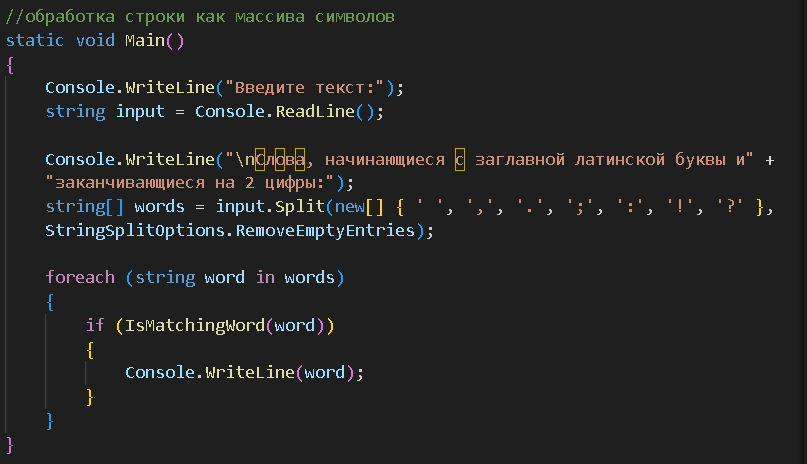 //обработка строки как массива символов
static void Main()
{
    Console.WriteLine("Введите текст:");
    string input = Console.ReadLine();

    Console.WriteLine("\nСлова, начинающиеся с заглавной латинской буквы и" +
    "заканчивающиеся на 2 цифры:");
    string[] words = input.Split(new[] { ' ', ',', '.', ';', ':', '!', '?' },
    StringSplitOptions.RemoveEmptyEntries);

    foreach (string word in words)
    {
        if (IsMatchingWord(word))
        {
            Console.WriteLine(word);
        }
    }
}